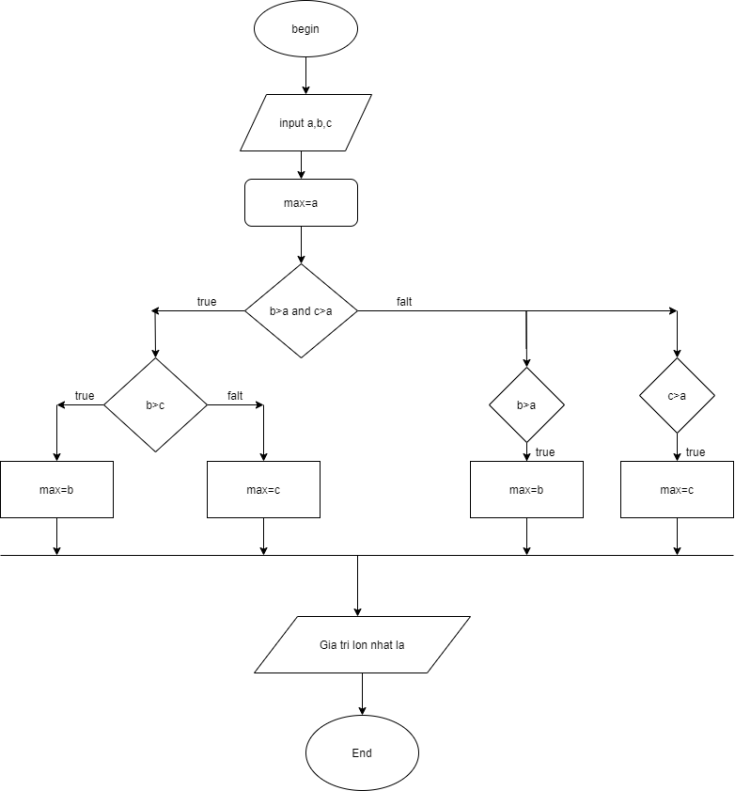 begin
input a,b,c
max=a
b>a and c>a
true
falt
b>c
true
falt
b>a
c>a
true
true
max=b
max=c
max=b
max=c
Gia tri lon nhat la
End